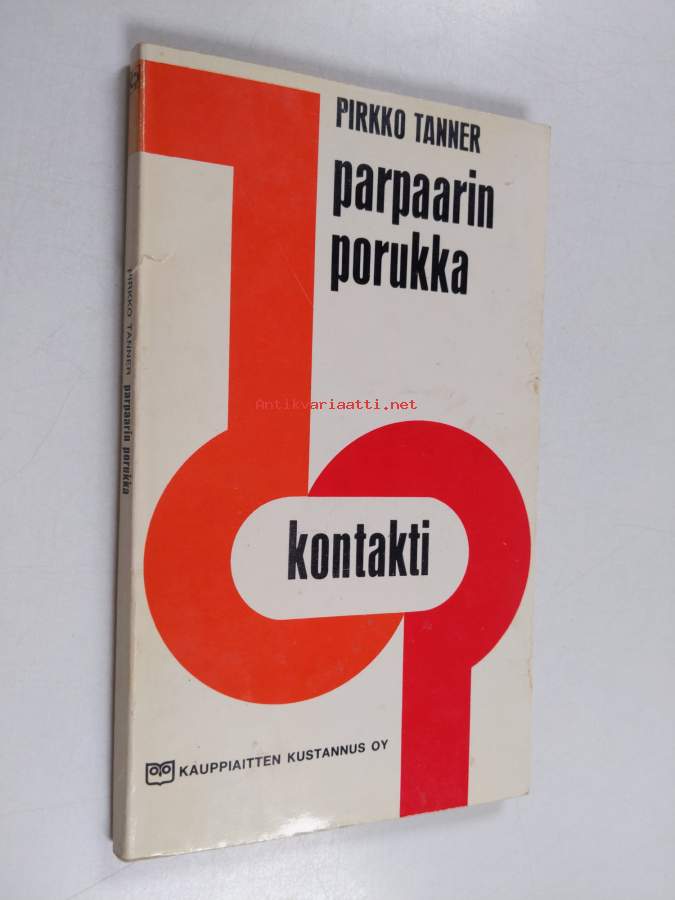 PIRKKO TANNER
parpaarin
porukka
Antikvariaatti.net
kontakti
KAUPPIAITTEN KUSTANNUS OY
PIRKKO TANNER parpaarin porukka